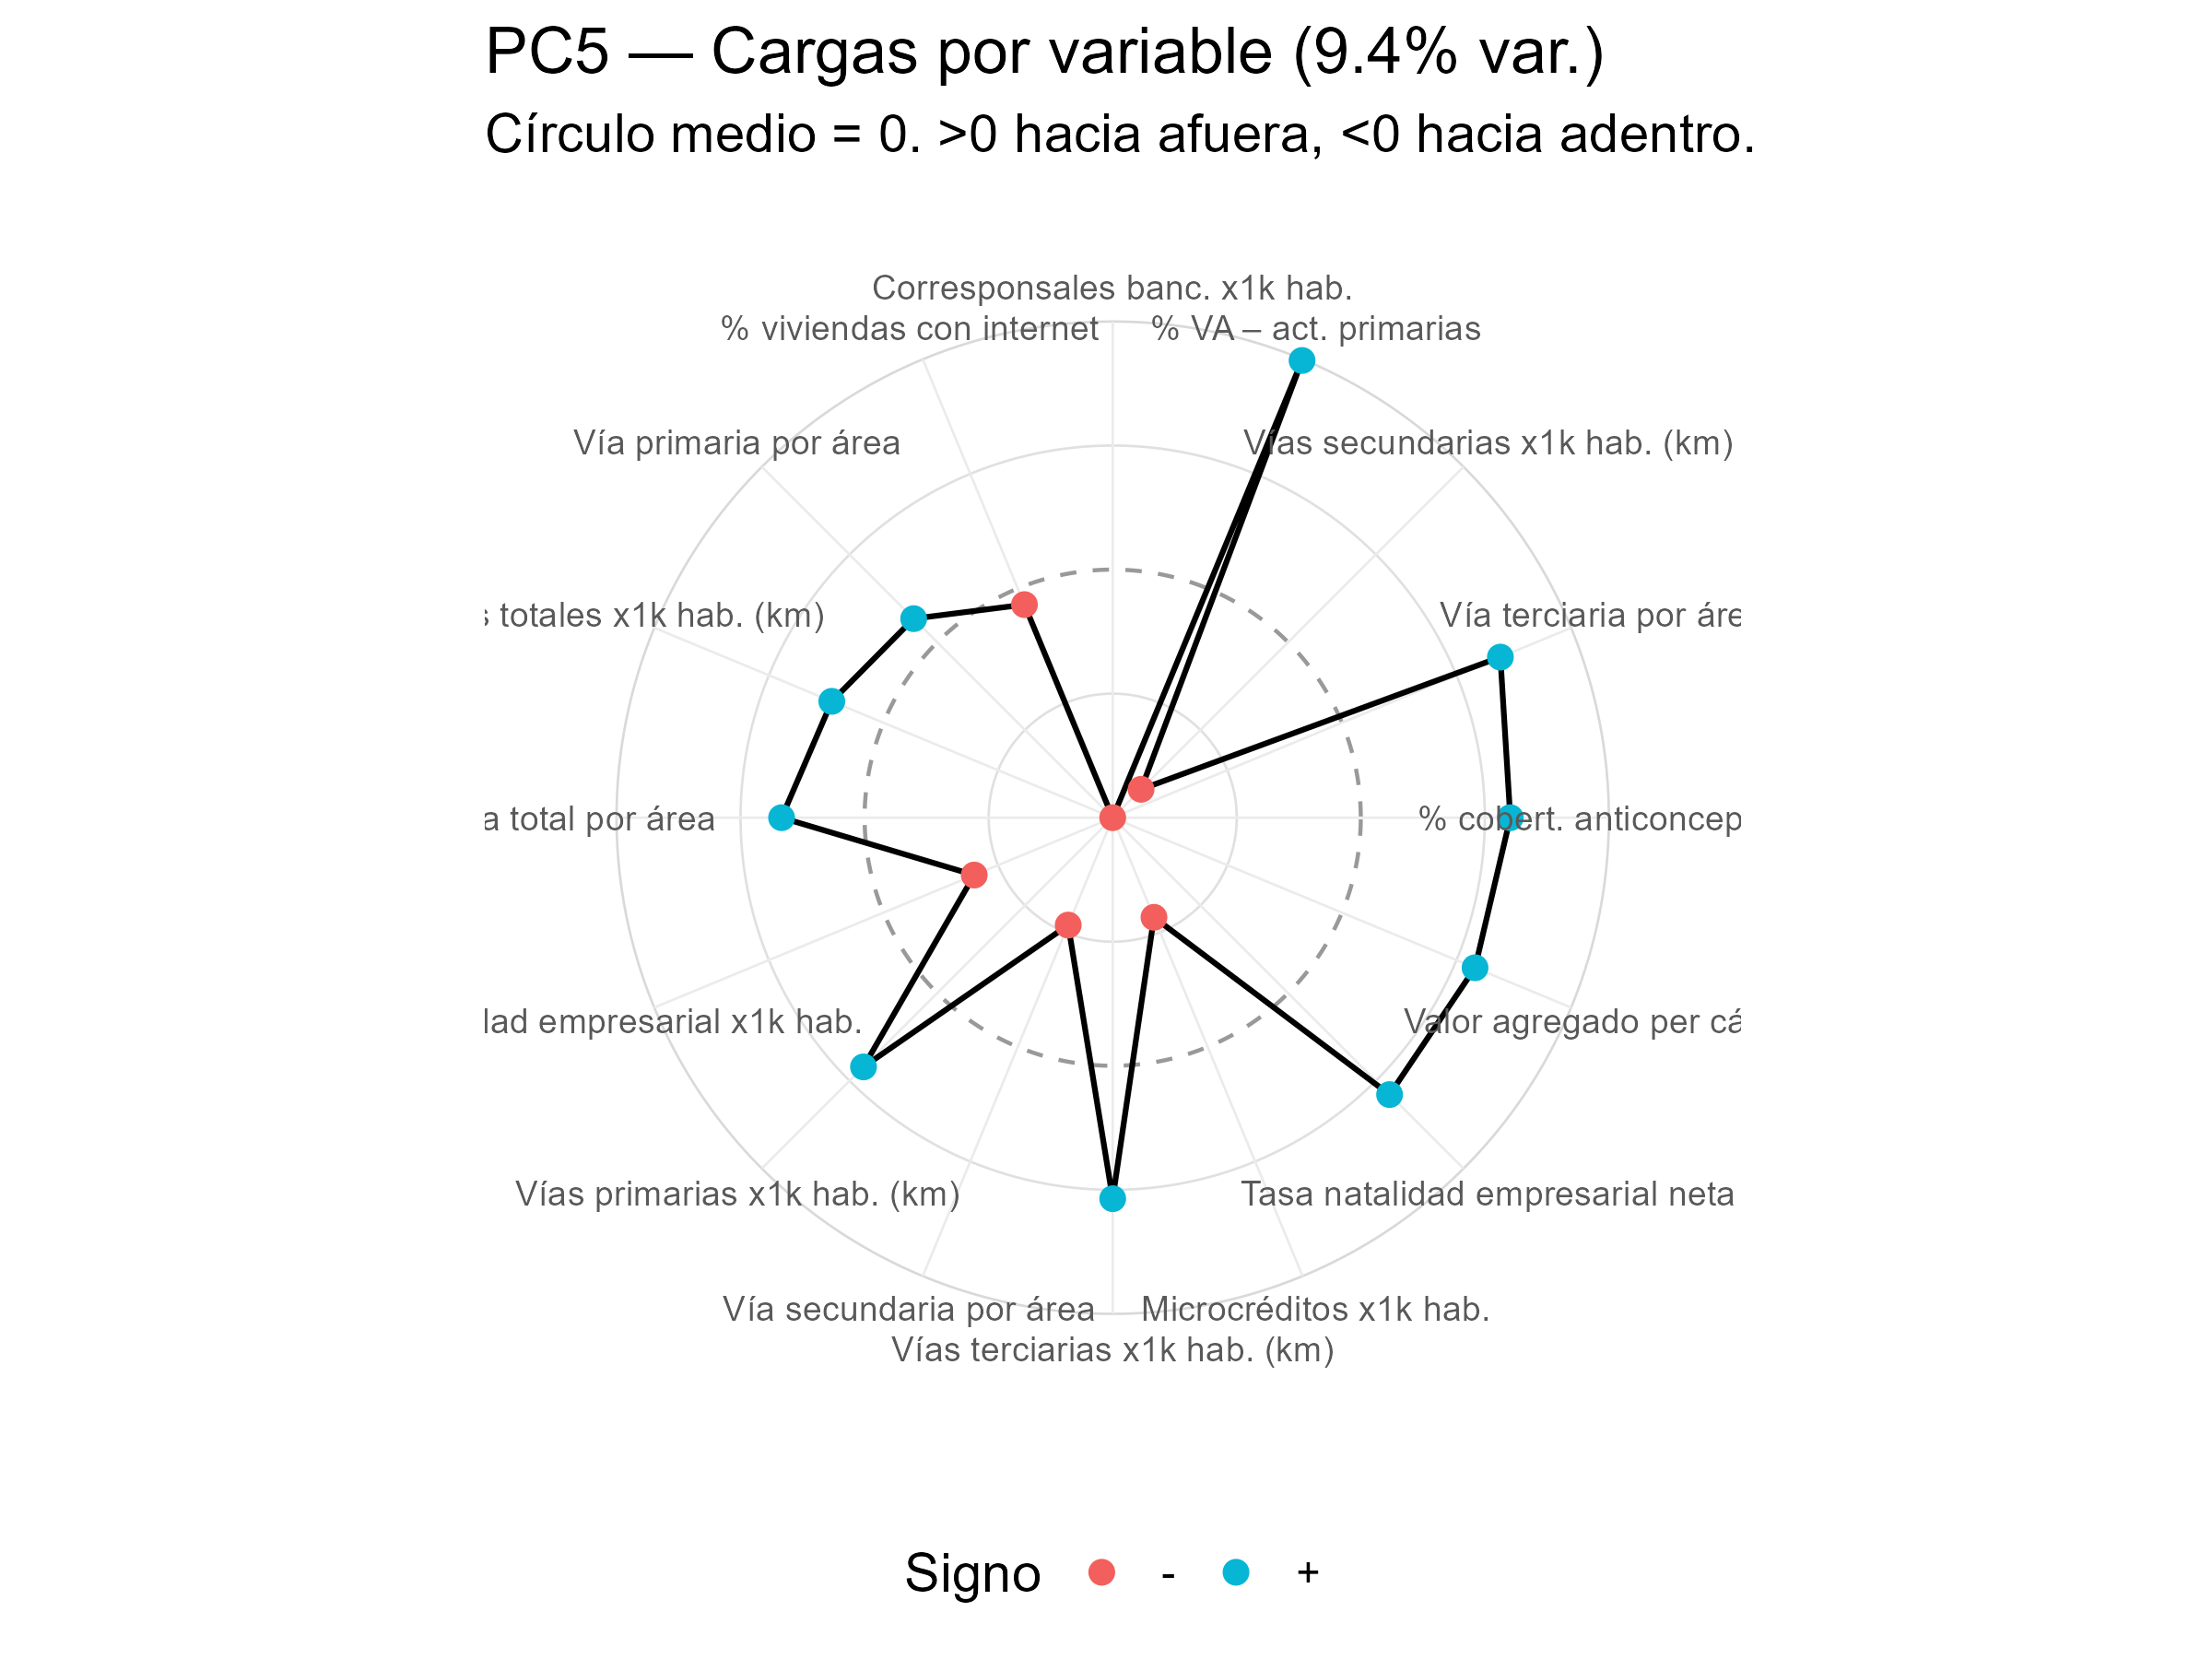 PC5 — Cargas por variable (9.4% var.)
Círculo medio = 0. >0 hacia afuera, <0 hacia adentro.
Corresponsales banc. x1k hab.
% viviendas con internet
% VA – act. primarias
Vía primaria por área
Vías secundarias x1k hab. (km)
totales x1k hab. (km)
Vía terciaria por áre
a total por área
% cobert. anticoncep
lad empresarial x1k hab.
Valor agregado per cá
Vías primarias x1k hab. (km)
Tasa natalidad empresarial neta
Vía secundaria por área
Microcréditos x1k hab.
Vías terciarias x1k hab. (km)
Signo - +